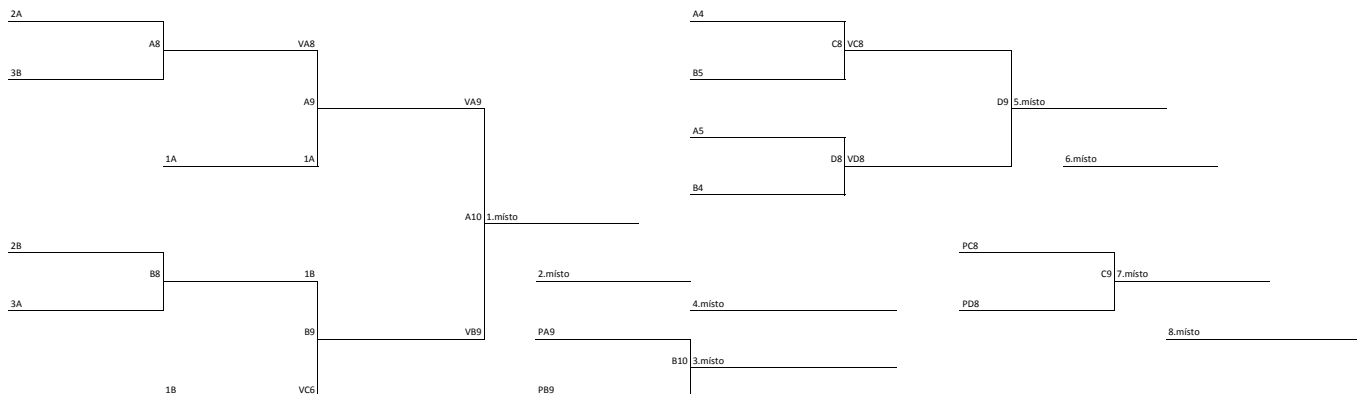 2A
A4
A8 VA8
C8 VC8
3B
B5
A9 VA9
D9 5.místo
A5
1A 1A
D8 VD8
6.místo
B4
A10 1.místo
2B
PC8
B8 1B
2.místo
C9 7.místo
3A
4.místo
PD8
B9 VB9
PA9
8.místo
B10 3.místo
1B VC6
PB9